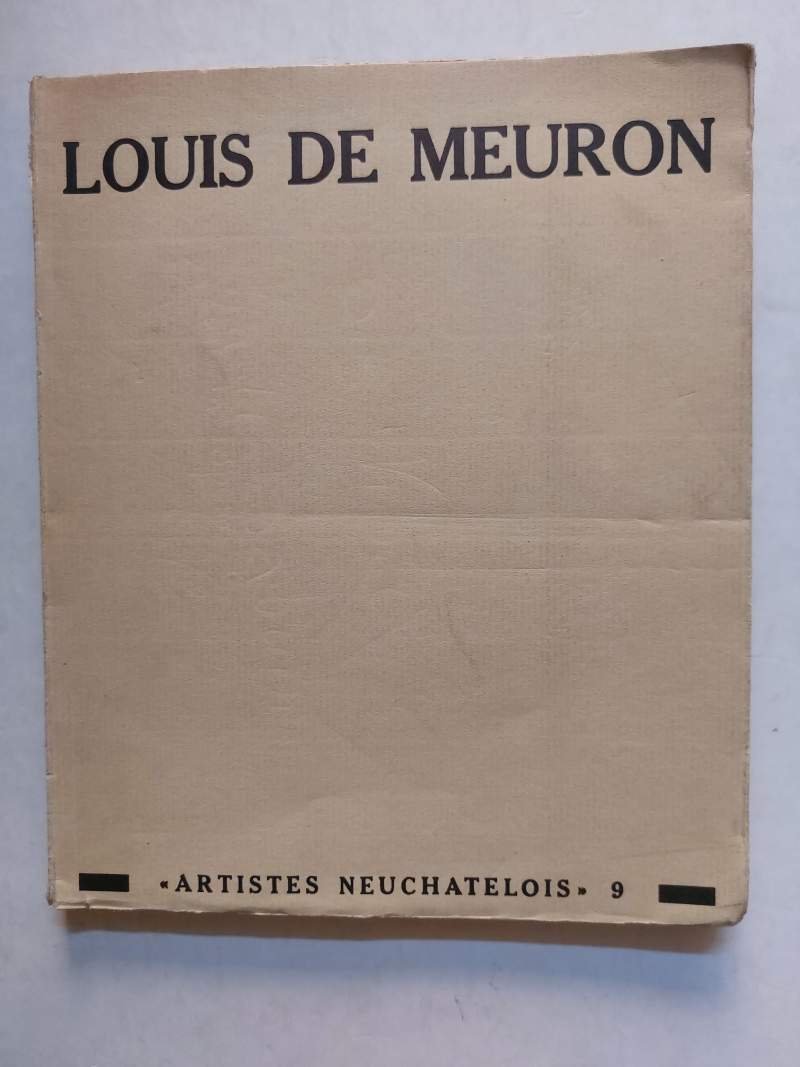 LOUIS DE MEURON
«ARTISTES NEUCHATELOIS» 9